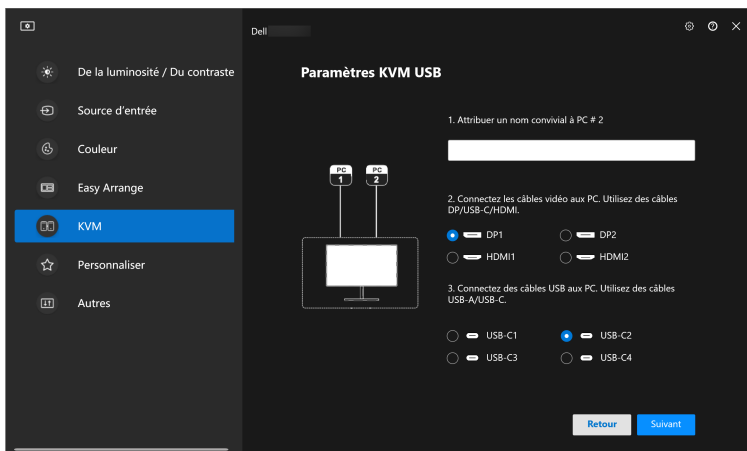 Dell
De la luminosité / Du contraste
Source d'entrée
Couleur
Easy Arrange
KVM
Personnaliser
Autres
Paramètres KVM USB
PC
1
PC
2
1. Attribuer un nom convivial à PC # 2
2. Connectez les câbles vidéo aux PC. Utilisez des câbles
DP/USB-C/HDMI.
DP1
DP2
HDMI1
HDMI2
3. Connectez des câbles USB aux PC. Utilisez des câbles
USB-A/USB-C.
USB-C1
USB-C2
USB-C3
USB-C4
Retour
Suivant